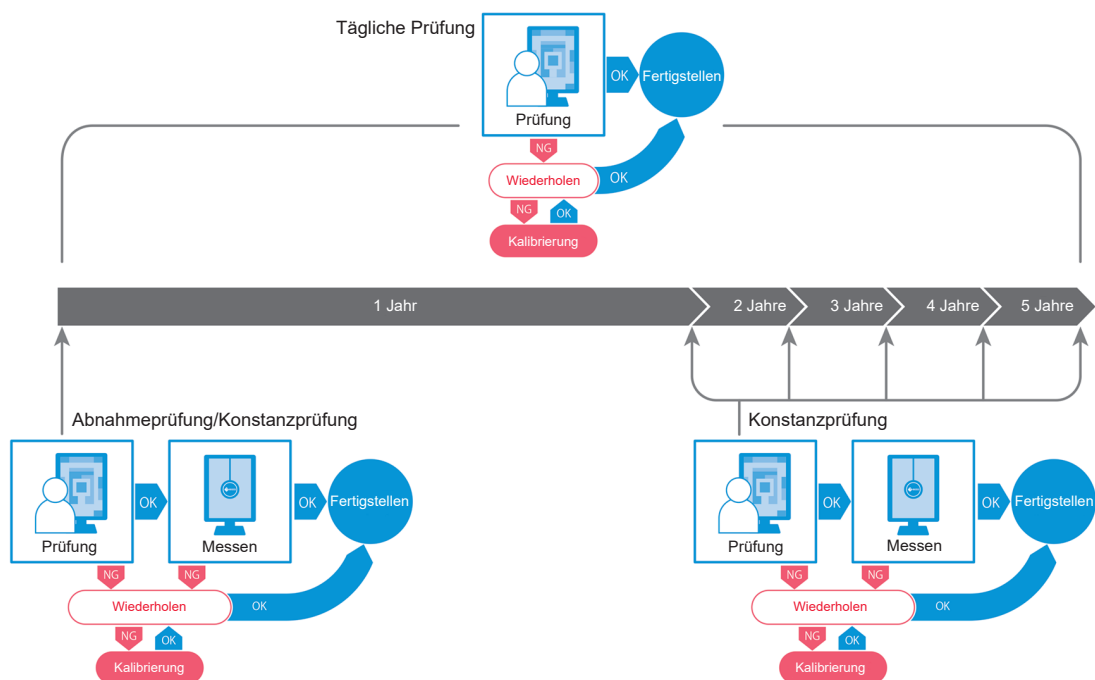 Tägliche Prüfung
OK
Fertigstellen
Prüfung
NG
Wiederholen
OK
NG
OK
Kalibrierung
1 Jahr
2 Jahre
3 Jahre
4 Jahre
5 Jahre
Abnahmeprüfung/Konstanzprüfung
Prüfung
OK
Messen
OK
Fertigstellen
NG
NG
Wiederholen
OK
NG
OK
Kalibrierung
Konstanzprüfung
Prüfung
OK
Messen
OK
Fertigstellen
NG
NG
Wiederholen
OK
NG
OK
Kalibrierung